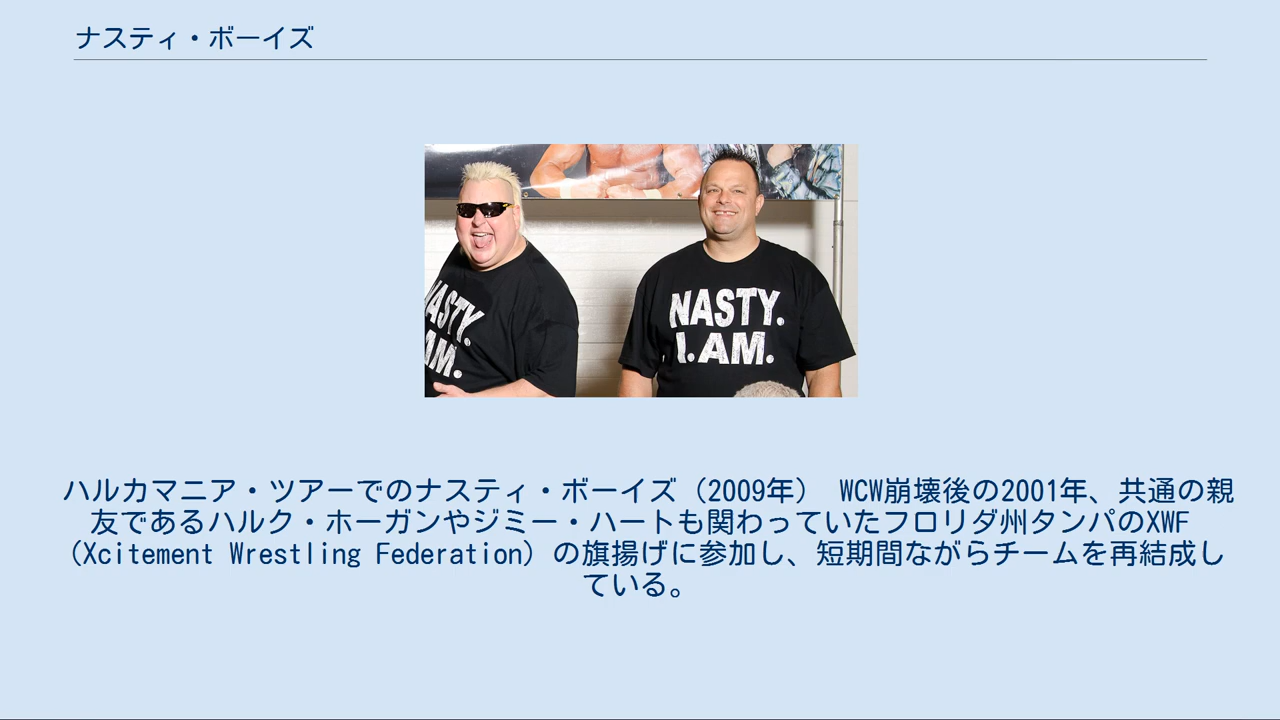 ナスティ・ボーイズ
NASTY.
I.AM.
NASTY.
I.AM.
ハルカマニア・ツアーでのナスティ・ボーイズ（2009年） WCW崩壊後の2001年、共通の親
友であるハルク・ホーガンやジミー・ハートも関わっていたフロリダ州タンパのXWF
（Xcitement Wrestling Federation）の旗揚げに参加し、短期間ながらチームを再結成し
ている。